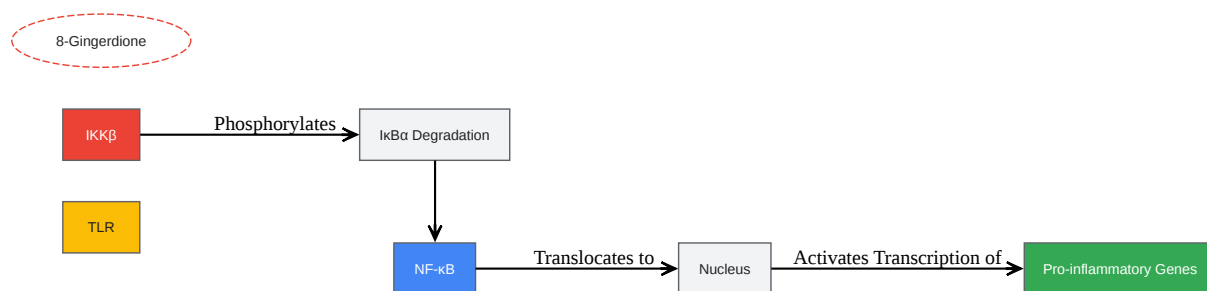 8-Gingerdione
IKKβ
Phosphorylates
IκBα Degradation
TLR
NF-κB
Translocates to
Nucleus
Activates Transcription of
Pro-inflammatory Genes